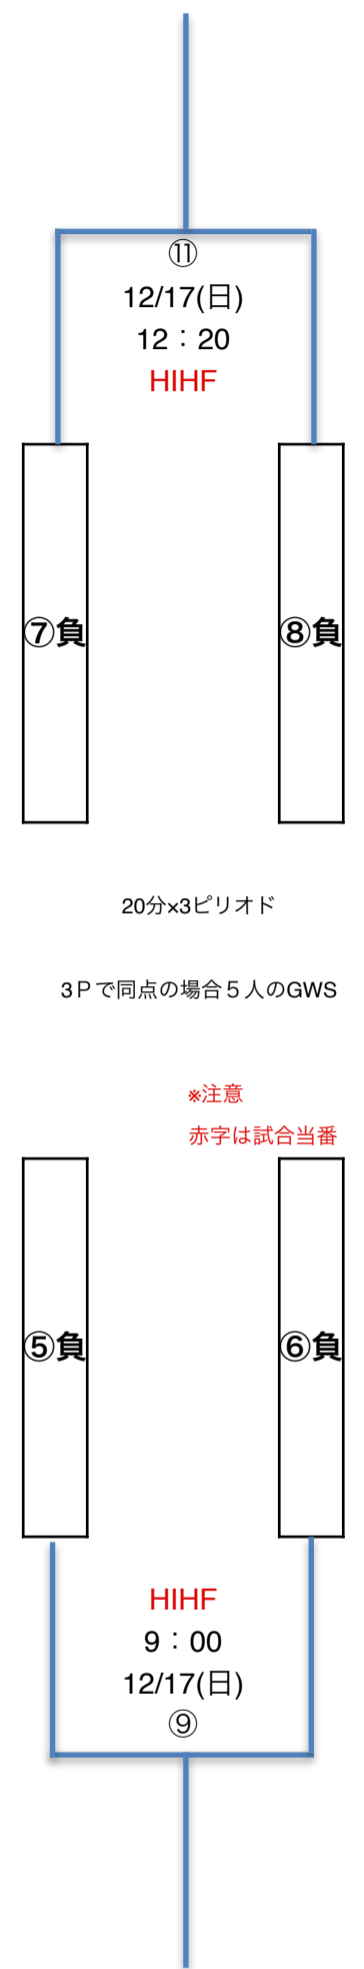 ⑪
12/17(日)
12：20
HIHF
⑦負
⑧負
20分×3ピリオド
3Ｐで同点の場合５人のGWS
※注意
赤字は試合当番
⑤負
⑥負
HIHF
9：00
12/17(日)
⑨